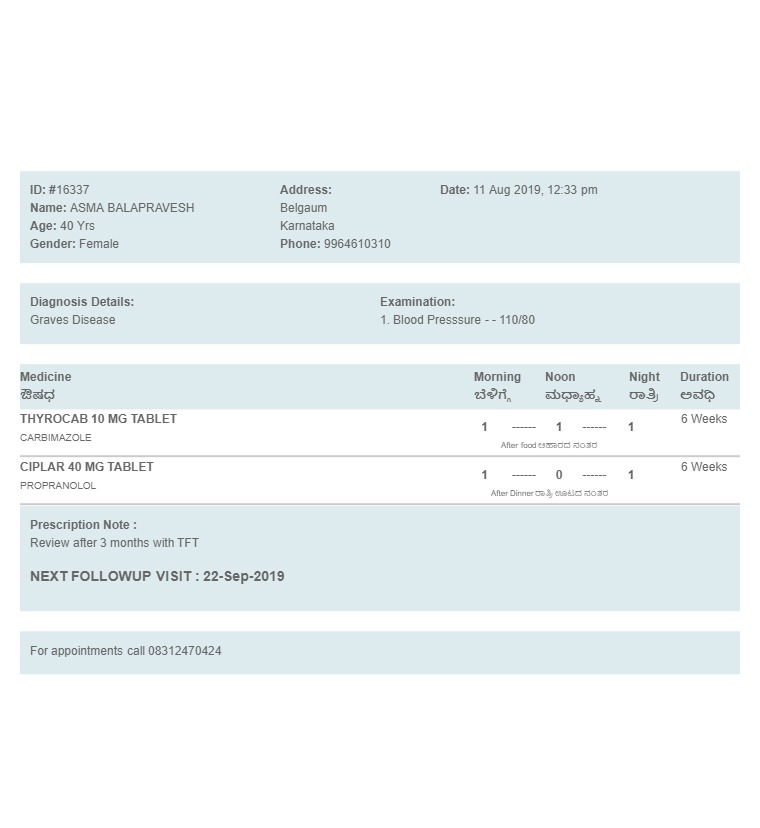 ID: #16337
Name: ASMA BALAPRAVESH
Age: 40 Yrs
Gender: Female
Address:
Belgaum
Karnataka
Phone: 9964610310
Date: 11 Aug 2019, 12:33 pm
Diagnosis Details:
Graves Disease
Examination:
1. Blood Presssure - - 110/80
Medicine Morning Noon Night Duration
ಔಷಧ ಬೆಳಿಗ್ಗೆ ಮಧ್ಯಾಹ್ನ ರಾತ್ರಿ ಅವಧಿ
THYROCAB 10 MG TABLET 6 Weeks
1 ------ 1 ------ 1
CARBIMAZOLE
After food ಆಹಾರದ ನಂತರ
CIPLAR 40 MG TABLET 6 Weeks
1 ------ 0 ------ 1
PROPRANOLOL
After Dinner ರಾತ್ರಿ ಊಟದ ನಂತರ
Prescription Note :
Review after 3 months with TFT
NEXT FOLLOWUP VISIT : 22-Sep-2019
For appointments call 08312470424